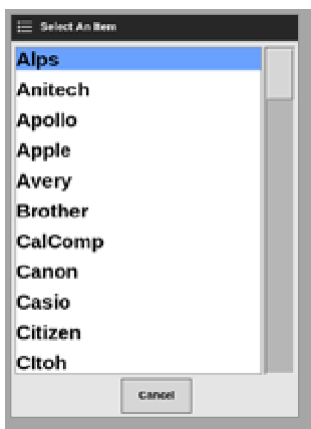 Select An Item
Alps
Anitech
Apollo
Apple
Avery
Brother
CalComp
Canon
Casio
Citizen
CItoh
Cancel